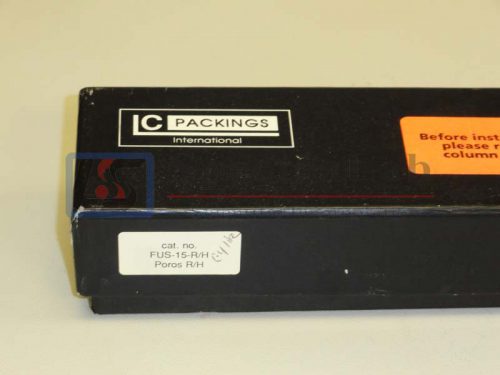 LC PACKINGS
International
Before inst
please r
column
cat. no.
FUS-15-R/H
Poros R/H